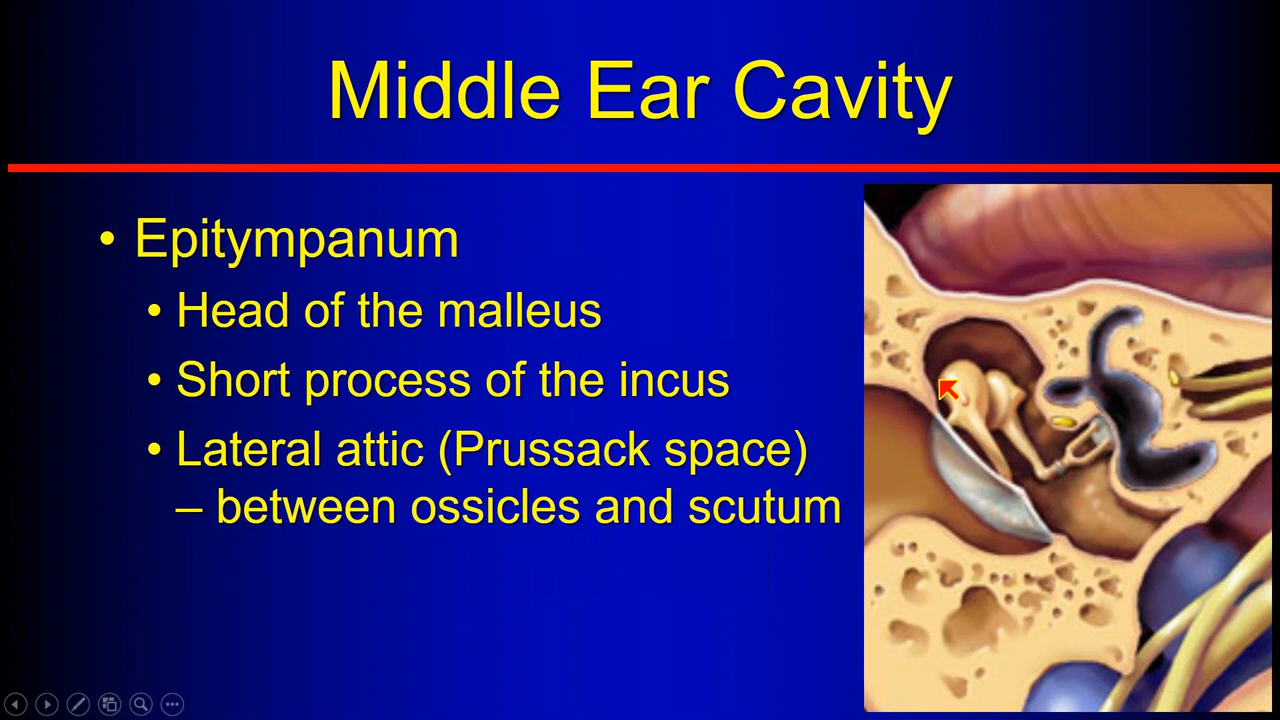 Middle Ear Cavity
• Epitympanum
• Head of the malleus
• Short process of the incus
• Lateral attic (Prussack space)
– between ossicles and scutum